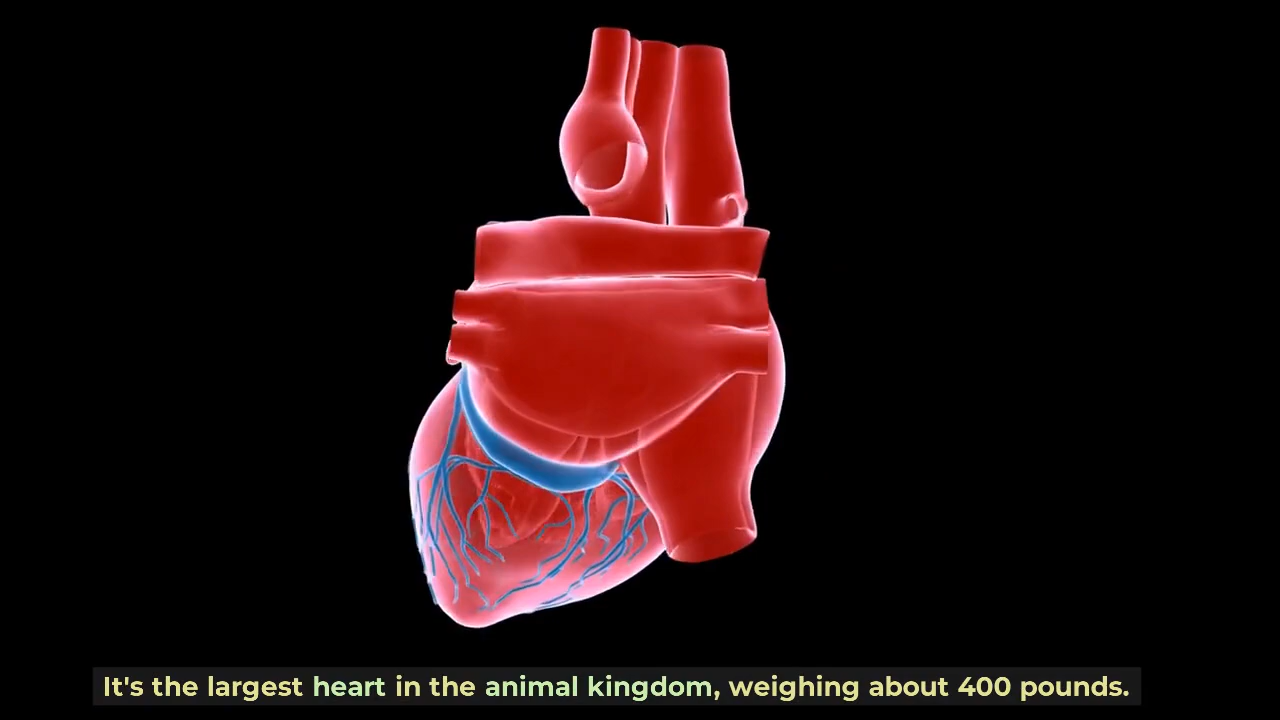 It's the largest heart in the animal kingdom, weighing about 400 pounds.